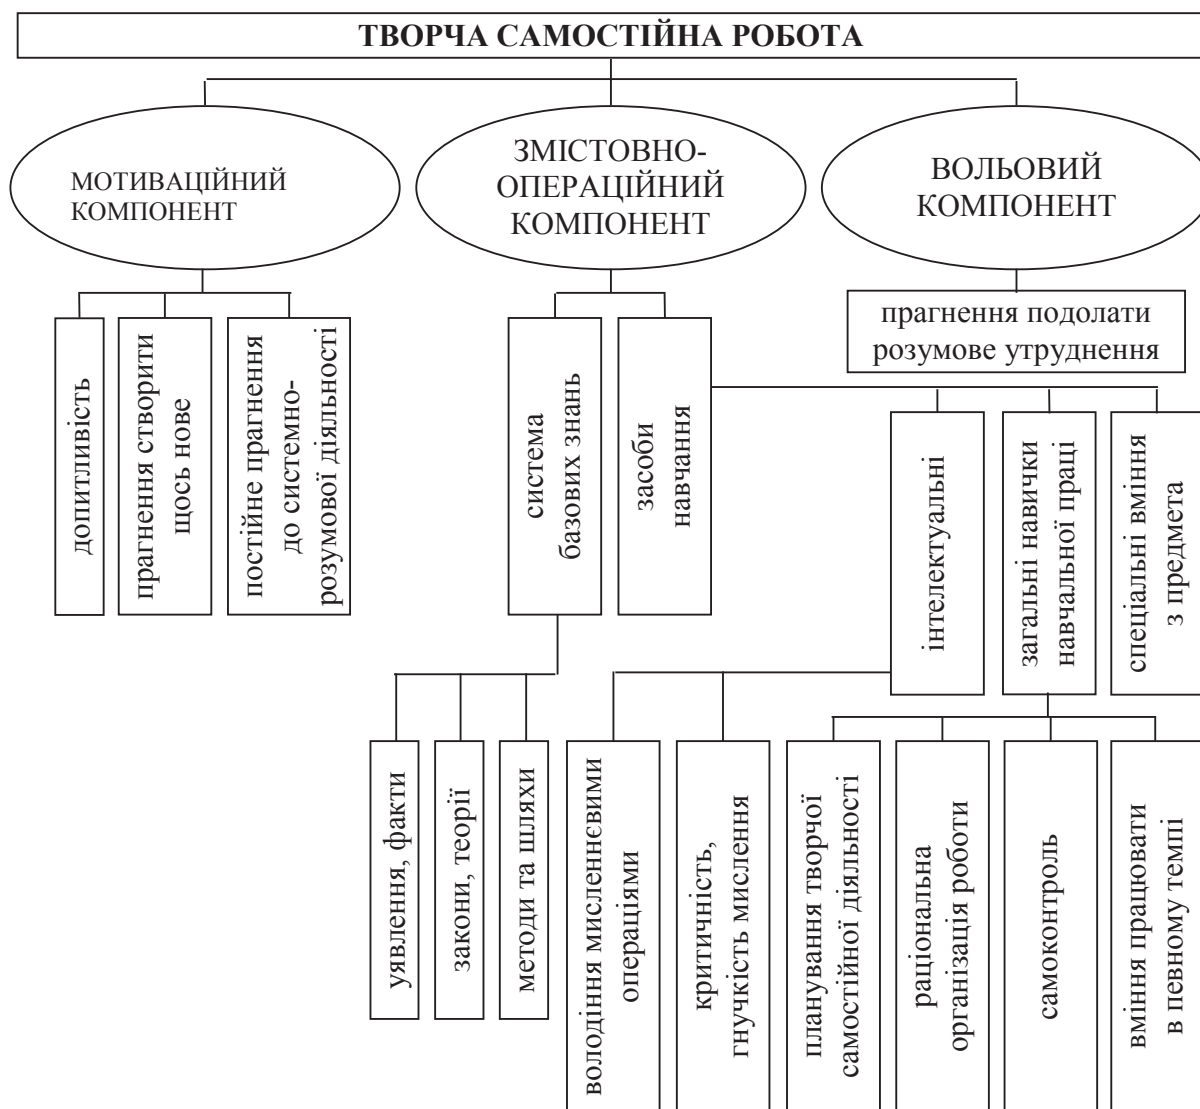 ТВОРЧА САМОСТІЙНА РОБОТА
МОТИВАЦІЙНИЙ
КОМПОНЕНТ
ЗМІСТОВНО-
ОПЕРАЦІЙНИЙ
КОМПОНЕНТ
ВОЛЬОВИЙ
КОМПОНЕНТ
допитливість
прагнення створити
щось нове
постійне прагнення
до системно-
розумової діяльності
система
базових знань
засоби
навчання
прагнення подолати
розумове утруднення
інтелектуальні
загальні навички
навчальної праці
спеціальні вміння
з предмета
уявлення, факти
закони, теорії
методи та шляхи
володіння мисленнєвими
операціями
критичність,
гнучкість мислення
планування творчої
самостійної діяльності
раціональна
організація роботи
самоконтроль
вміння працювати
в певному темпі